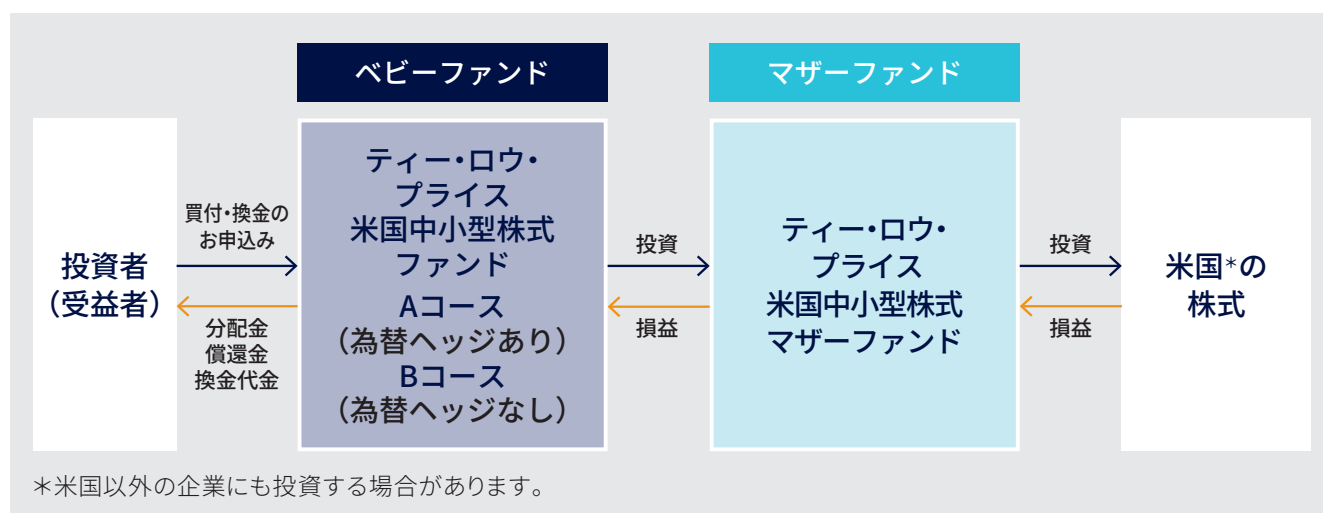 ベビーファンド
マザーファンド
投資者
（受益者）
買付・換金の
お申込み
分配金
償還金
換金代金
ティー・ロウ・
プライス
米国中小型株式
ファンド
Aコース
（為替ヘッジあり）
Bコース
（為替ヘッジなし）
投資
損益
ティー・ロウ・
プライス
米国中小型株式
マザーファンド
投資
損益
米国*の
株式
*米国以外の企業にも投資する場合があります。